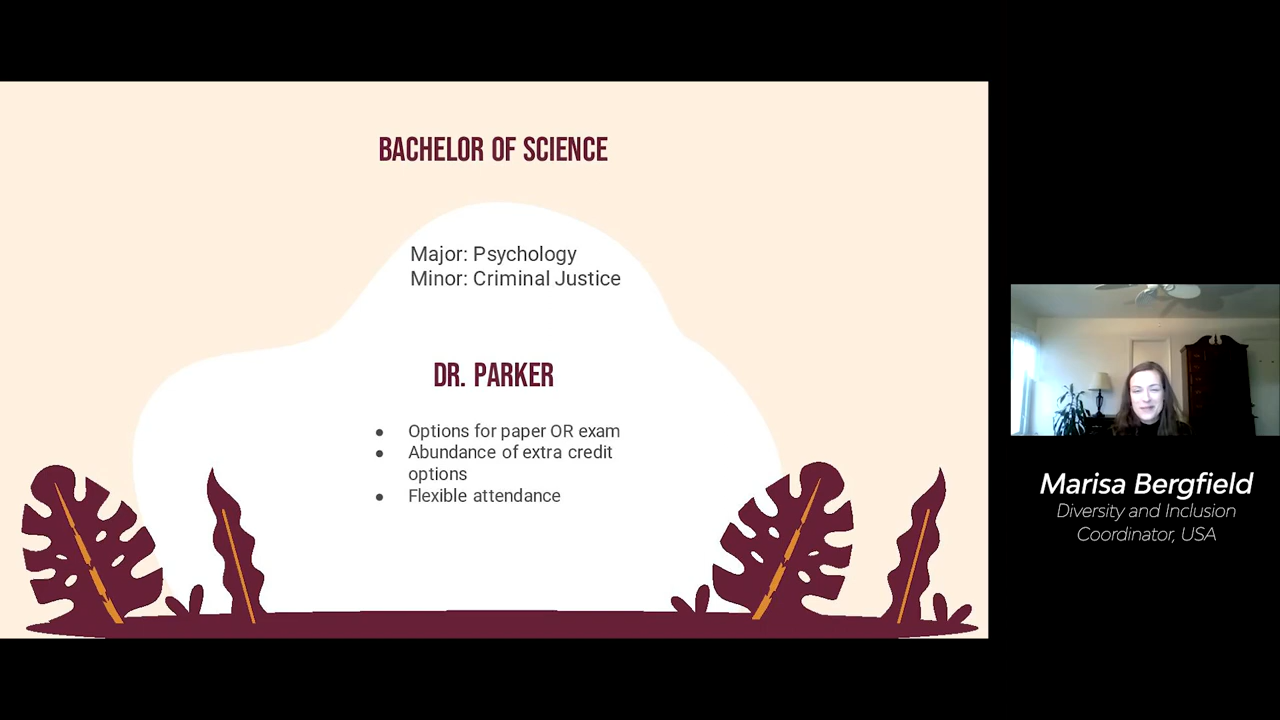 BACHELOR OF SCIENCE
Major: Psychology
Minor: Criminal Justice
DR. PARKER
● Options for paper OR exam
● Abundance of extra credit
options
● Flexible attendance
Marisa Bergfield
Diversity and Inclusion
Coordinator, USA